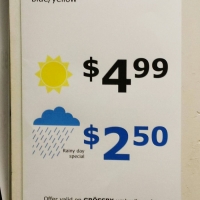 blue/yellow
$4.99
Rainy day
special
$2.50
Offer valid on